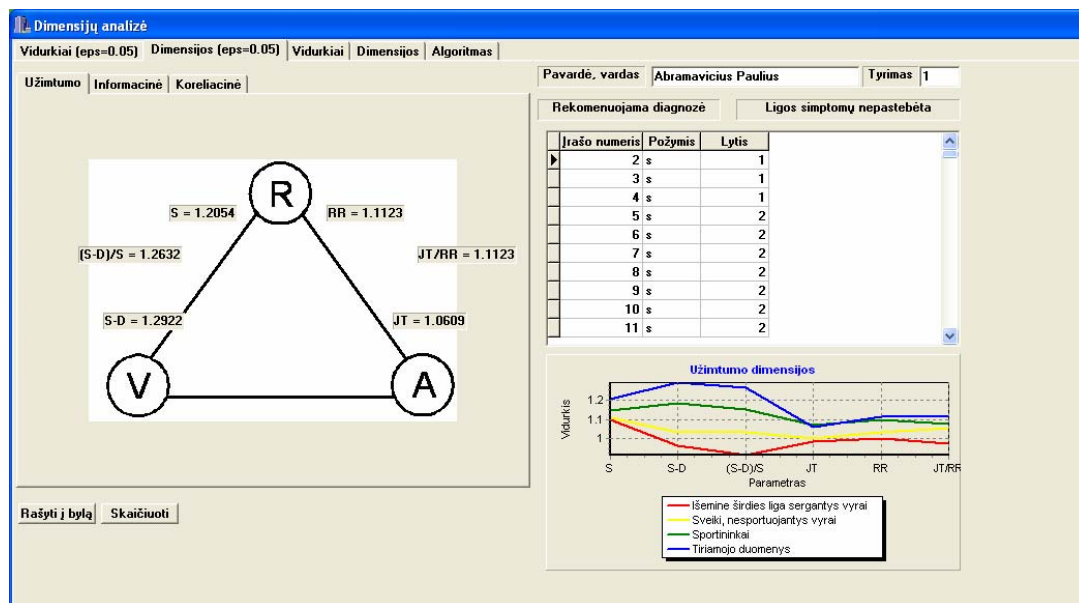 Dimensijų analizė
Vidurkiai (eps=0.05) Dimensijos (eps=0.05) Vidurkiai Dimensijos Algoritmas
Užimtumo Informacinė Koreliacinė
R
S = 1.2054 RR = 1.1123
(S-D)/S = 1.2632 JT/RR = 1.1123
S-D = 1.2922 JT = 1.0609
V A
Rašyti į bylą Skaičiuoti
Pavardė, vardas Abramavicius Paulius Tyrimas 1
Rekomenuojama diagnozė Ligos simptomų nepastebėta
Įrašo numeris Požymis Lytis
2 s 1
3 s 1
4 s 1
5 s 2
6 s 2
7 s 2
8 s 2
9 s 2
10 s 2
11 s 2
Užimtumo dimensijos
Vidurkis
1.2
1.1
1
S S-D (S-D)/S JT RR JT/RR
Parametras
Išemine širdies liga sergantys vyrai
Sveiki, nesportuojantys vyrai
Sportininkai
Tiriamojo duomenys